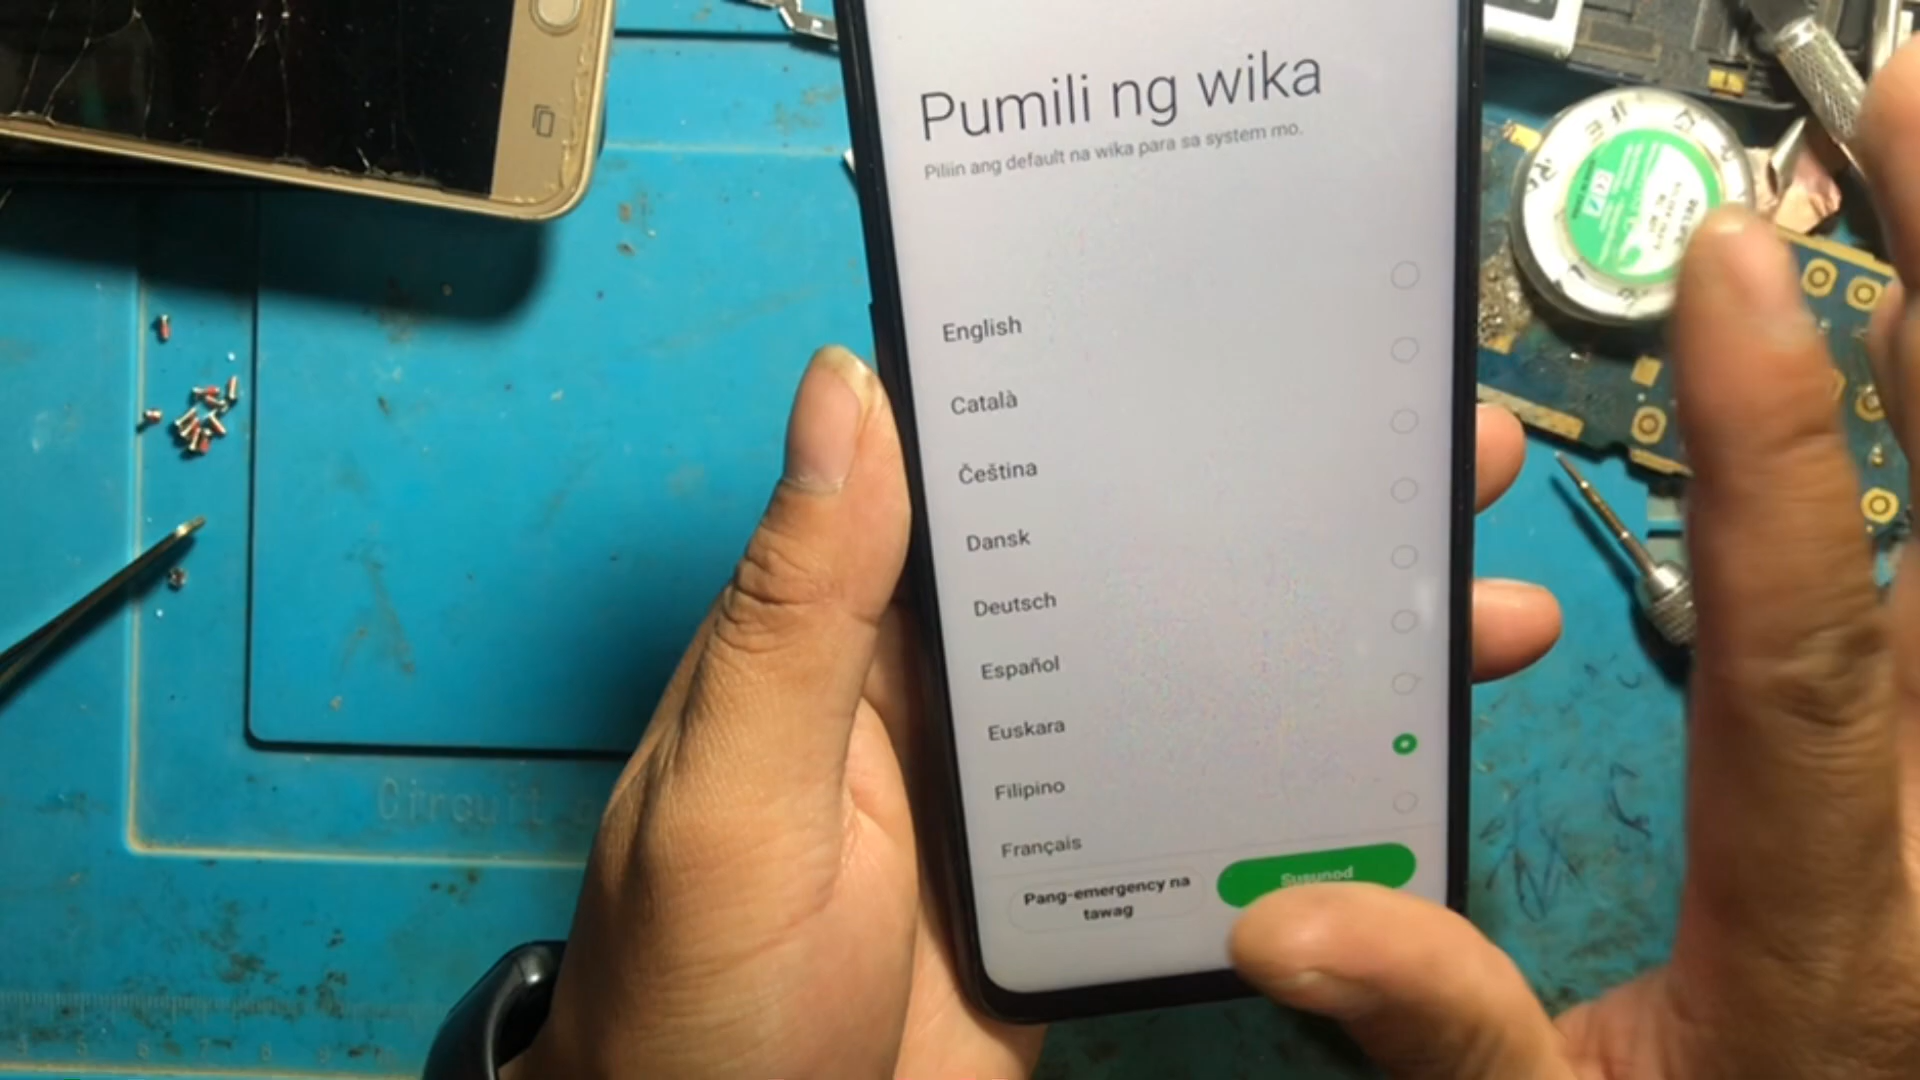 Pumili ng wika
Piliin ang default na wika para sa system mo.
English
Català
Čeština
Dansk
Deutsch
Español
Euskara
Filipino
Français
Pang-emergency na
tawag
Susunod
Circuit